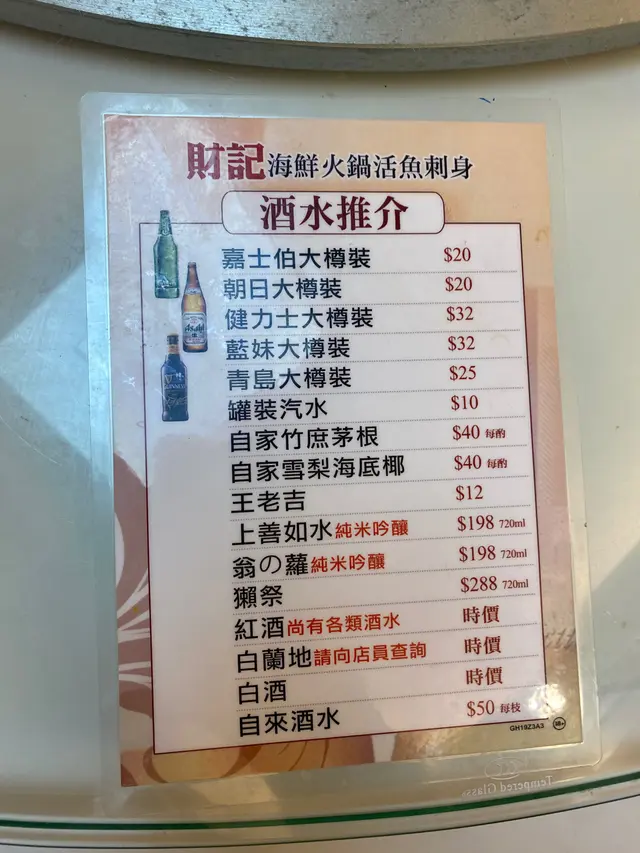 財記海鮮火鍋活魚刺身
酒水推介
嘉士伯大樽裝 $20
朝日大樽裝 $20
健力士大樽裝 $32
藍妹大樽裝 $32
青島大樽裝 $25
罐裝汽水 $10
自家竹庶茅根 $40 每酌
自家雪梨海底椰 $40 每酌
王老吉 $12
上善如水純米吟釀 $198 720ml
翁の蘿純米吟釀 $198 720ml
獺祭 $288 720ml
紅酒尚有各類酒水 時價
白蘭地請向店員查詢 時價
白酒 時價
自來酒水 $50 每枝
GH19Z3A3
Asahi
GUINNESS
Tempered Glass